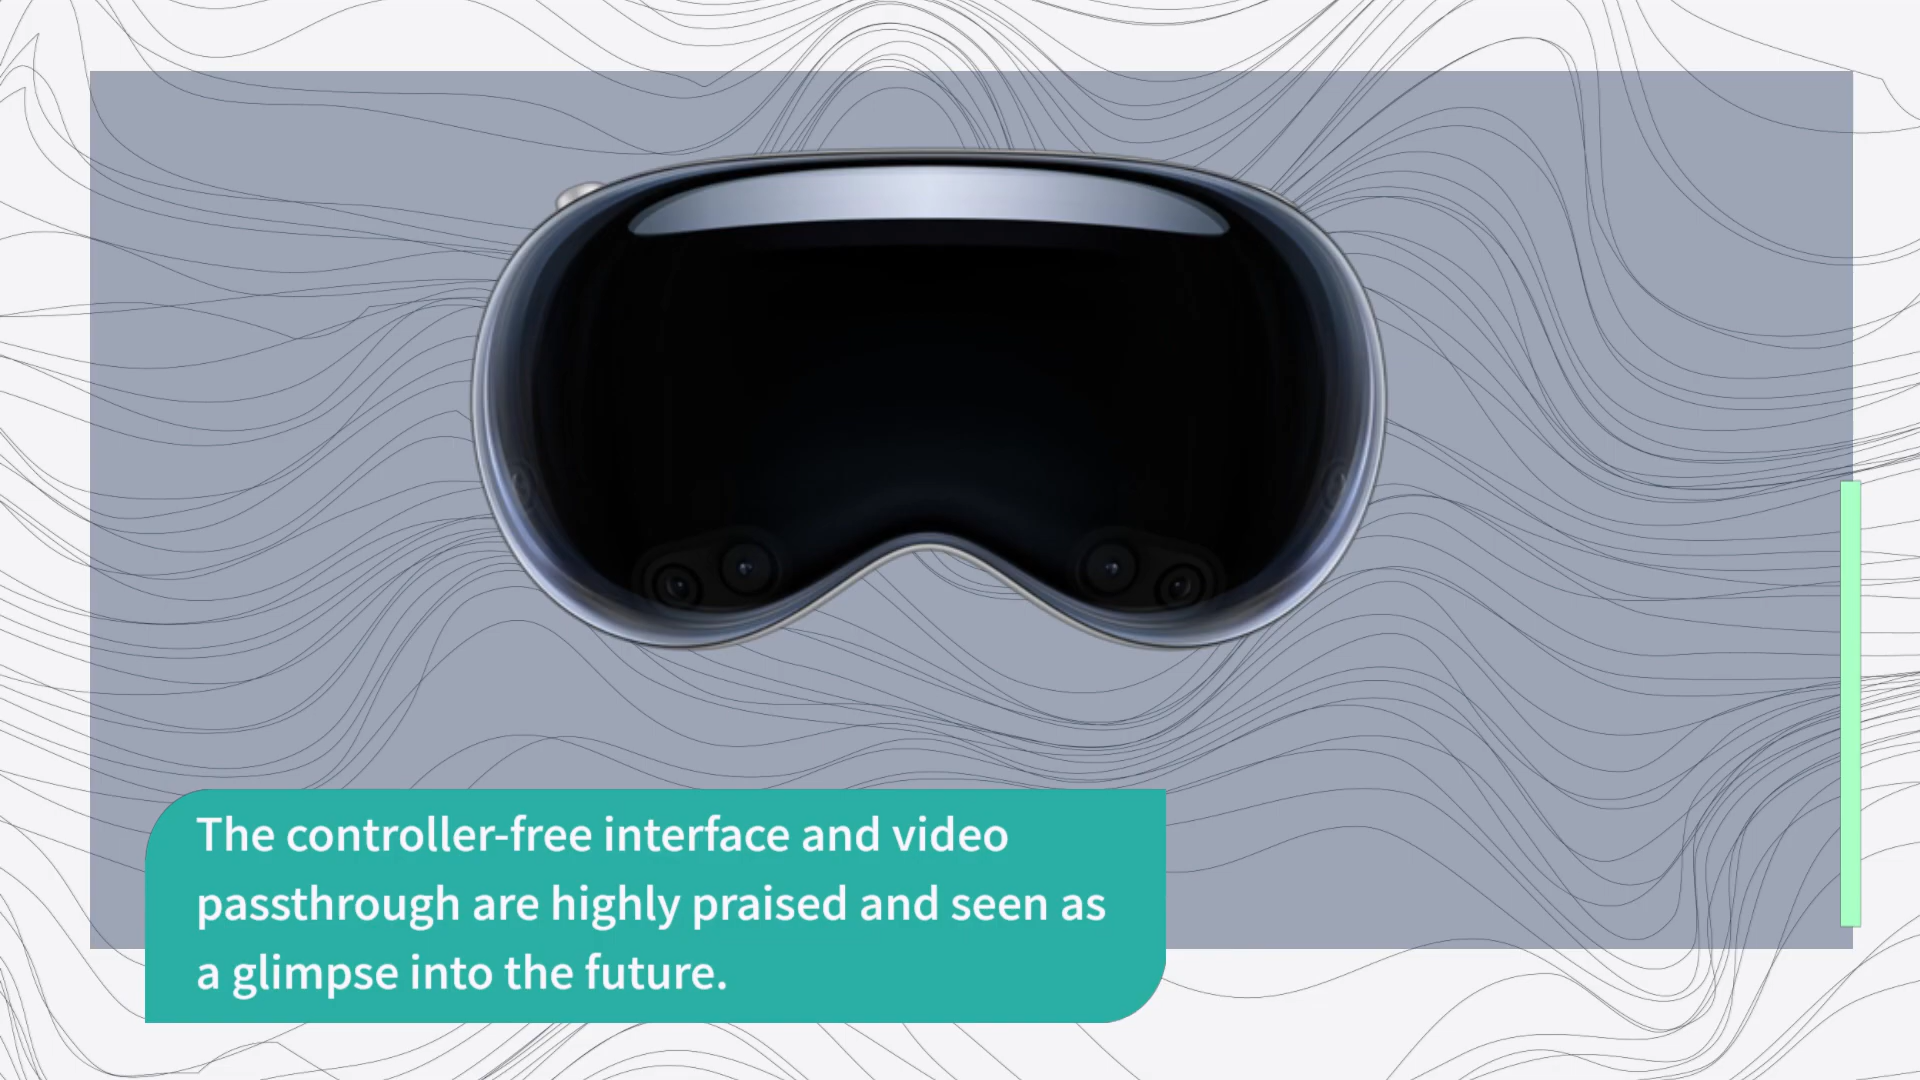 The controller-free interface and video
passthrough are highly praised and seen as
a glimpse into the future.